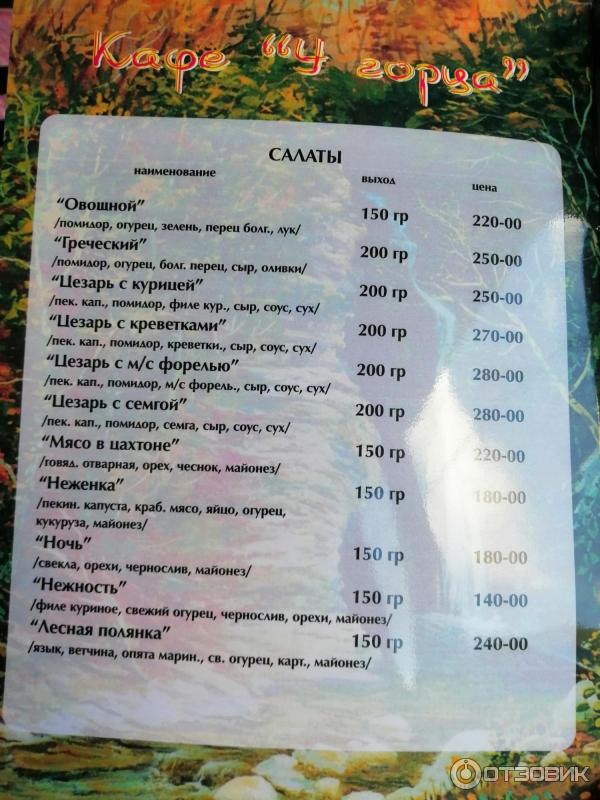 Кафе “У горца”
САЛАТЫ
наименование выход цена
“Овошной” 150 гр 220-00
/помидор, огурец, зелень, перец болг., лук/
“Греческий” 200 гр 250-00
/помидор, огурец, болг. перец, сыр, оливки/
“Цезарь с курицей” 200 гр 250-00
/пек. кап., помидор, филе кур., сыр, соус, сух/
“Цезарь с креветками” 200 гр 270-00
/пек. кап., помидор, креветки., сыр, соус, сух/
“Цезарь с м/с форелью” 200 гр 280-00
/пек. кап., помидор, м/с форель., сыр, соус, сух/
“Цезарь с семгой” 200 гр 280-00
/пек. кап., помидор, семга, сыр, соус, сух/
“Мясо в цахтоне” 150 гр 220-00
/говяд. отварная, орех, чеснок, майонез/
“Неженка” 150 гр 180-00
/пекин. капуста, краб. мясо, яйцо, огурец,
кукуруза, майонез/
“Ночь” 150 гр 180-00
/свекла, орехи, чернослив, майонез/
“Нежность” 150 гр 140-00
/филе куриное, свежий огурец, чернослив, орехи, майонез/
“Лесная полянка” 150 гр 240-00
/язык, ветчина, опята марин., св. огурец, карт., майонез/
ОТЗОВИК